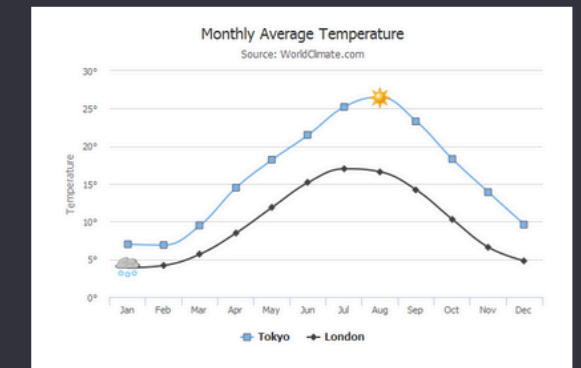 Monthly Average Temperature
Source: WorldClimate.com
Temperature
30°
25°
20°
15°
10°
5°
0°
Jan Feb Mar Apr May Jun Jul Aug Sep Oct Nov Dec
Tokyo London